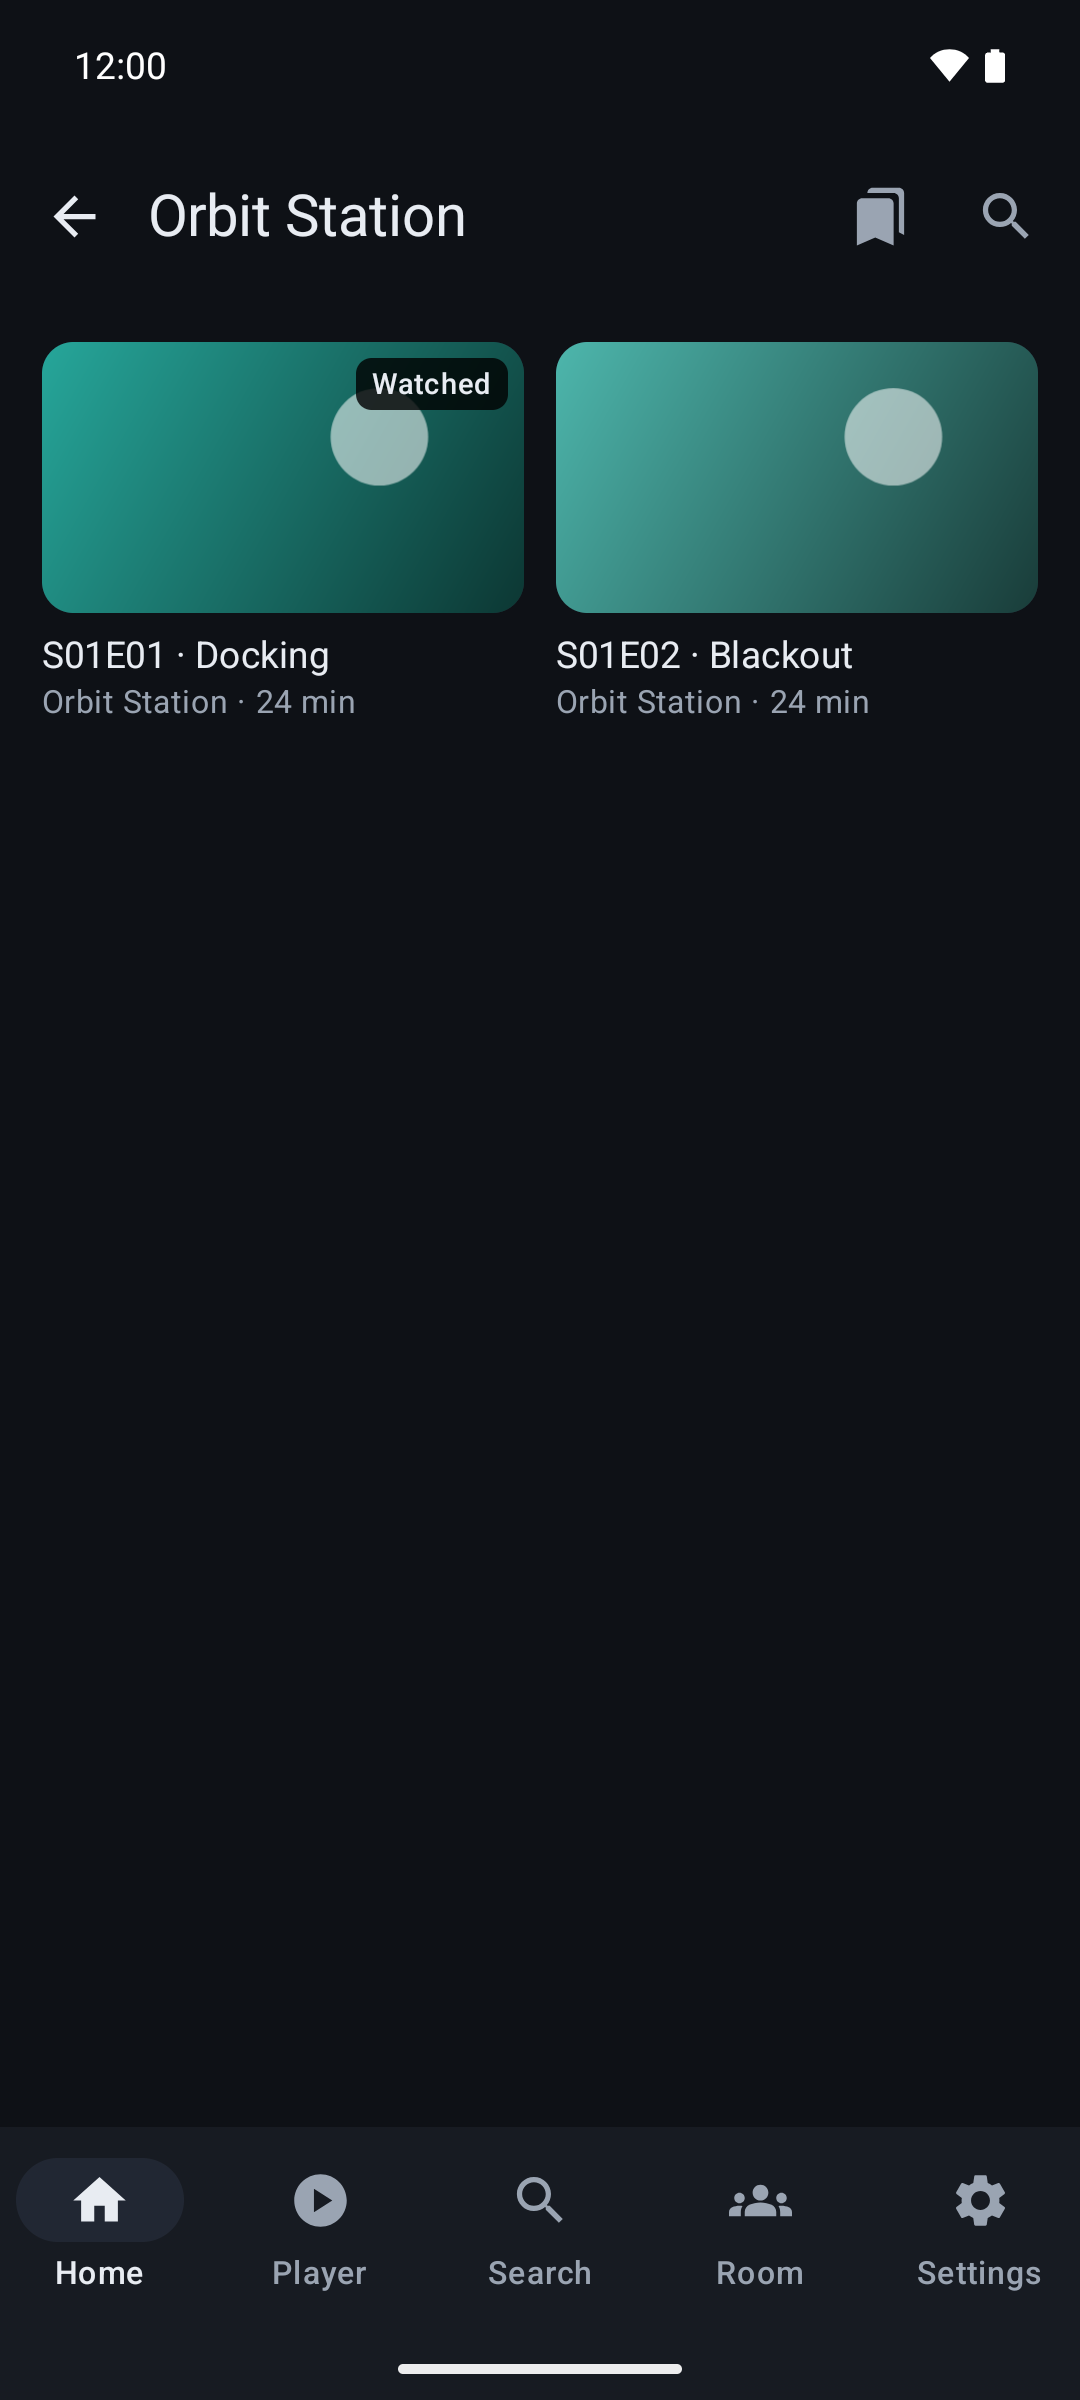 12:00
Orbit Station
Watched
S01E01 · Docking
Orbit Station · 24 min
S01E02 · Blackout
Orbit Station · 24 min
Home
Player
Search
Room
Settings